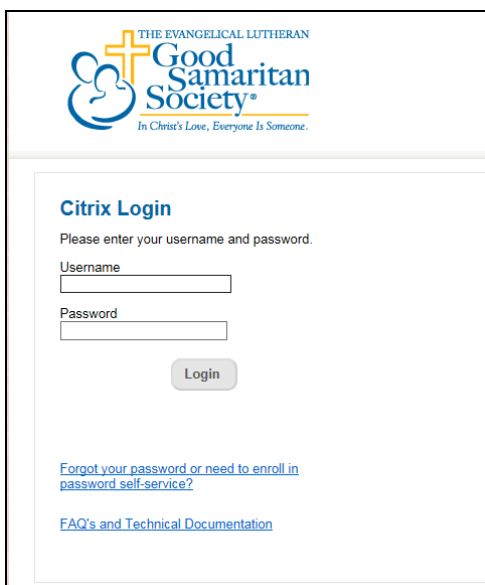 THE EVANGELICAL LUTHERAN
Good
Samaritan
Society®
In Christ's Love, Everyone Is Someone.
Citrix Login
Please enter your username and password.
Username
Password
Login
Forgot your password or need to enroll in
password self-service?
FAQ's and Technical Documentation